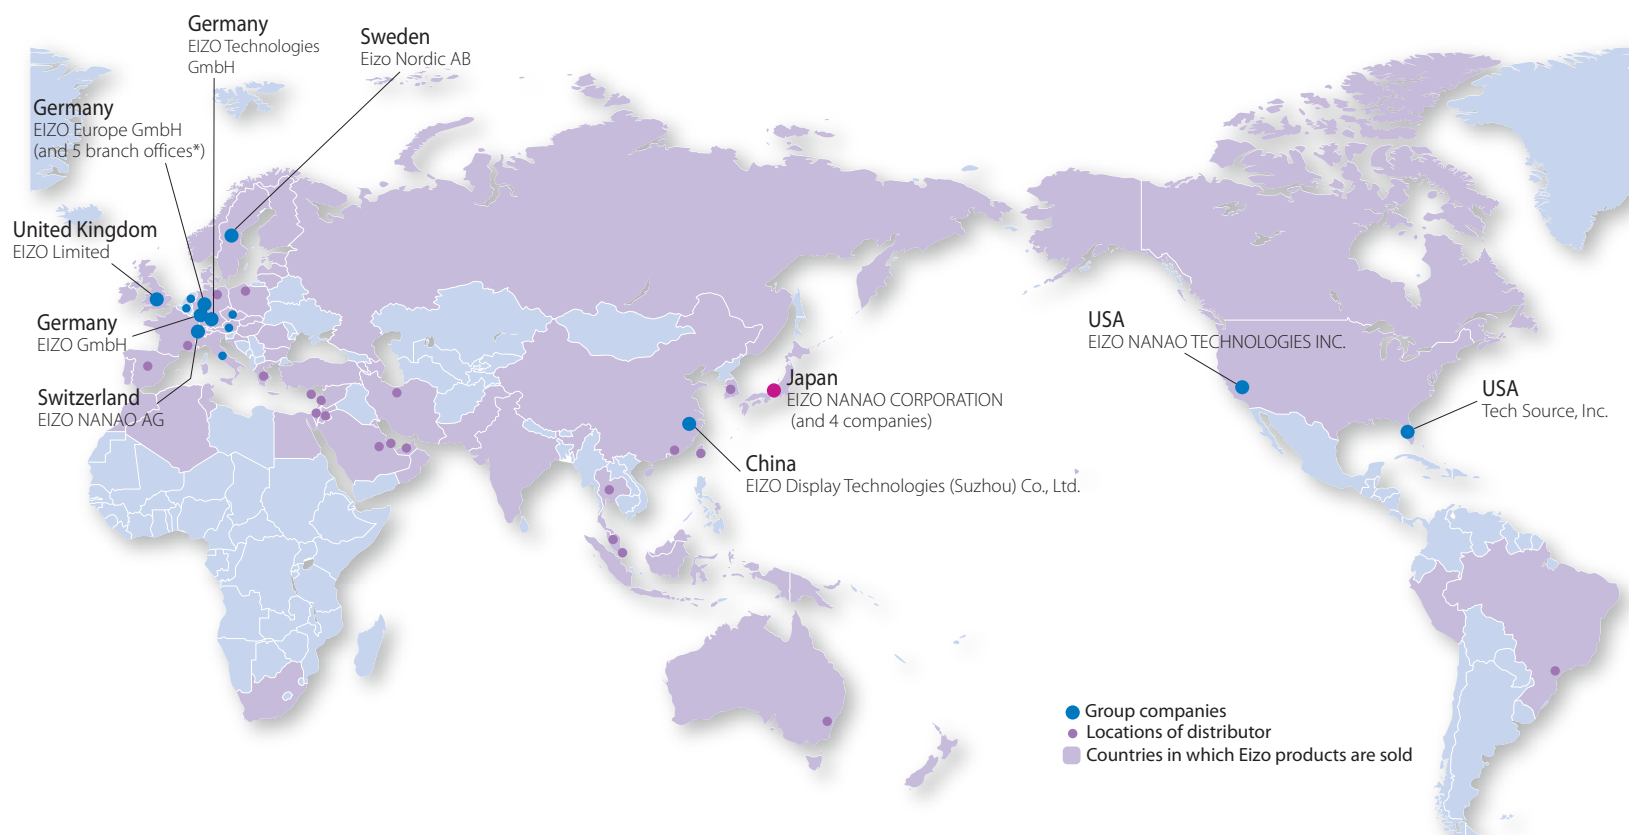 Germany
EIZO Technologies
GmbH
Sweden
Eizo Nordic AB
Germany
EIZO Europe GmbH
(and 5 branch offices*)
United Kingdom
EIZO Limited
Germany
EIZO GmbH
Switzerland
EIZO NANAO AG
Japan
EIZO NANAO CORPORATION
(and 4 companies)
China
EIZO Display Technologies (Suzhou) Co., Ltd.
USA
EIZO NANAO TECHNOLOGIES INC.
USA
Tech Source, Inc.
Group companies
Locations of distributor
Countries in which Eizo products are sold